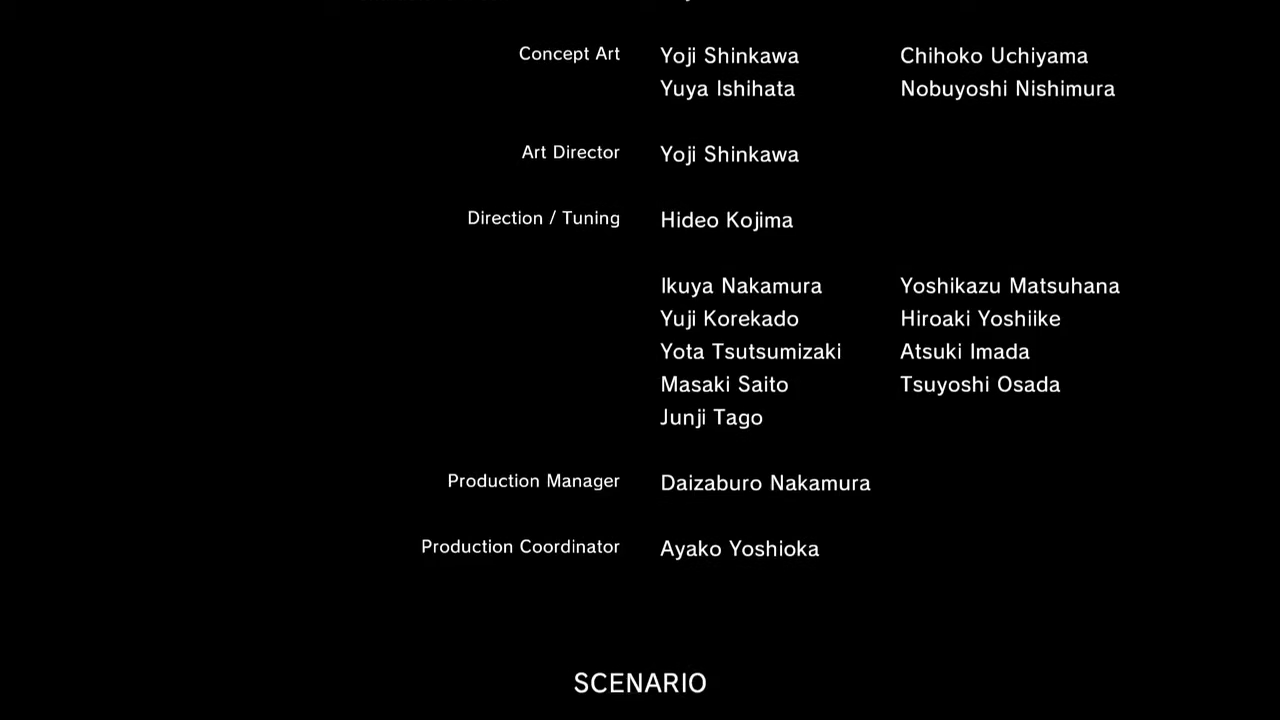 Concept Art Yoji Shinkawa Chihoko Uchiyama
Yuya Ishihata Nobuyoshi Nishimura
Art Director Yoji Shinkawa
Direction / Tuning Hideo Kojima
Ikuya Nakamura Yoshikazu Matsuhana
Yuji Korekado Hiroaki Yoshiike
Yota Tsutsumizaki Atsuki Imada
Masaki Saito Tsuyoshi Osada
Junji Tago
Production Manager Daizaburo Nakamura
Production Coordinator Ayako Yoshioka
SCENARIO